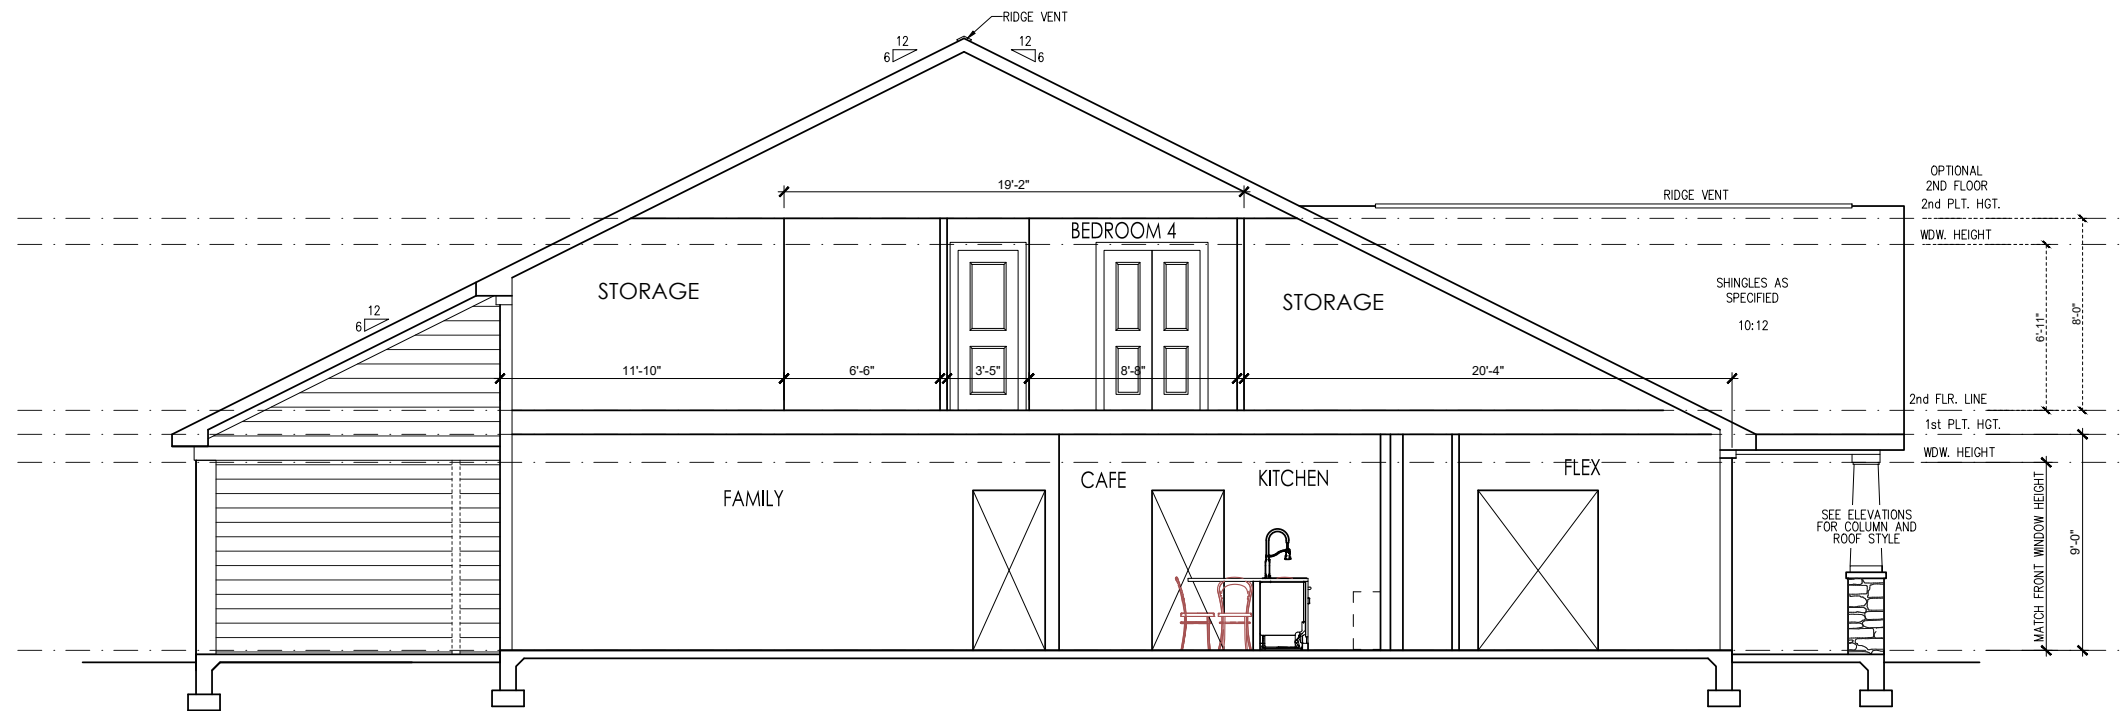 RIDGE VENT
12
6
12
6
OPTIONAL
2ND FLOOR
2nd PLT. HGT.
19'-2"
RIDGE VENT
BEDROOM 4
WDW. HEIGHT
STORAGE
STORAGE
SHINGLES AS
SPECIFIED
10:12
12
6
6'-11"
8'-0"
11'-10"
6'-6"
3'-5"
8'-8"
20'-4"
2nd FLR. LINE
1st PLT. HGT.
WDW. HEIGHT
FAMILY
CAFE
KITCHEN
FLEX
SEE ELEVATIONS
FOR COLUMN AND
ROOF STYLE
MATCH FRONT WINDOW HEIGHT
9'-0"